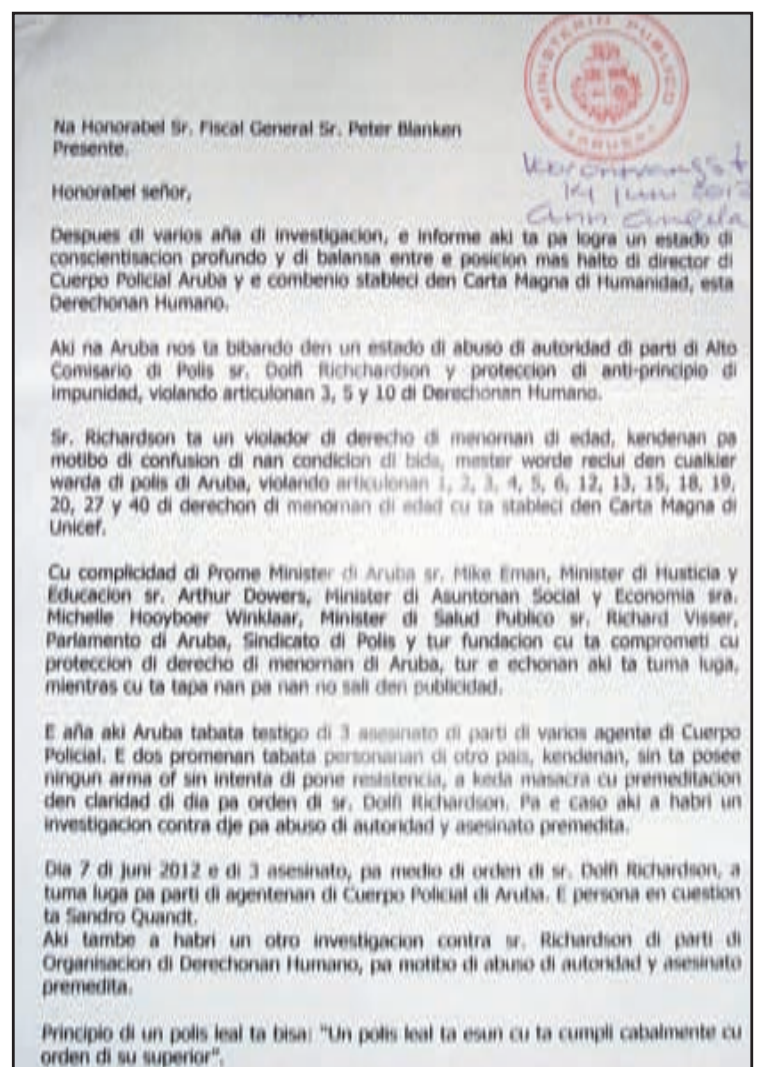 MINISTERIO PUBLICO
ARUBA
Na Honorabel Sr. Fiscal General Sr. Peter Blanken
Presente.
Voor ontvangst
14 juni 2012
Ann Angela
Honorabel señor,
Despues di varios aña di investigacion, e informe aki ta pa logra un estado di
conscientisacion profundo y di balansa entre e posicion mas halto di director di
Cuerpo Policial Aruba y e combenio stableci den Carta Magna di Humanidad, esta
Derechonan Humano.
Aki na Aruba nos ta bibando den un estado di abuso di autoridad di parti di Alto
Comisario di Polis sr. Dolfi Richchardson y proteccion di anti-principio di
impunidad, violando articulonan 3, 5 y 10 di Derechonan Humano.
Sr. Richardson ta un violador di derecho di menornan di edad, kendenan pa
motibo di confusion di nan condicion di bida, mester worde reclui den cualkier
warda di polis di Aruba, violando articulonan 1, 2, 3, 4, 5, 6, 12, 13, 15, 18, 19,
20, 27 y 40 di derechon di menornan di edad cu ta stableci den Carta Magna di
Unicef.
Cu complicidad di Prome Minister di Aruba sr. Mike Eman, Minister di Husticia y
Educacion sr. Arthur Dowers, Minister di Asuntonan Social y Economia sra.
Michelle Hooyboer Winklaar, Minister di Salud Publico sr. Richard Visser,
Parlamento di Aruba, Sindicato di Polis y tur fundacion cu ta comprometi cu
proteccion di derecho di menornan di Aruba, tur e echonan aki ta tuma luga,
mientras cu ta tapa nan pa nan no sali den publicidad.
E aña aki Aruba tabata testigo di 3 asesinato di parti di varios agente di Cuerpo
Policial. E dos promenan tabata personanan di otro pais, kendenan, sin ta posee
ningun arma of sin intenta di pone resistencia, a keda masacra cu premeditacion
den claridad di dia pa orden di sr. Dolfi Richardson. Pa e caso aki a habri un
investigacion contra dje pa abuso di autoridad y asesinato premedita.
Dia 7 di juni 2012 e di 3 asesinato, pa medio di orden di sr. Dolfi Richardson, a
tuma luga pa parti di agentenan di Cuerpo Policial di Aruba. E persona en cuestion
ta Sandro Quandt.
Aki tambe a habri un otro investigacion contra sr. Richardson di parti di
Organisacion di Derechonan Humano, pa motibo di abuso di autoridad y asesinato
premedita.
Principio di un polis leal ta bisa: "Un polis leal ta esun cu ta cumpli cabalmente cu
orden di su superior".